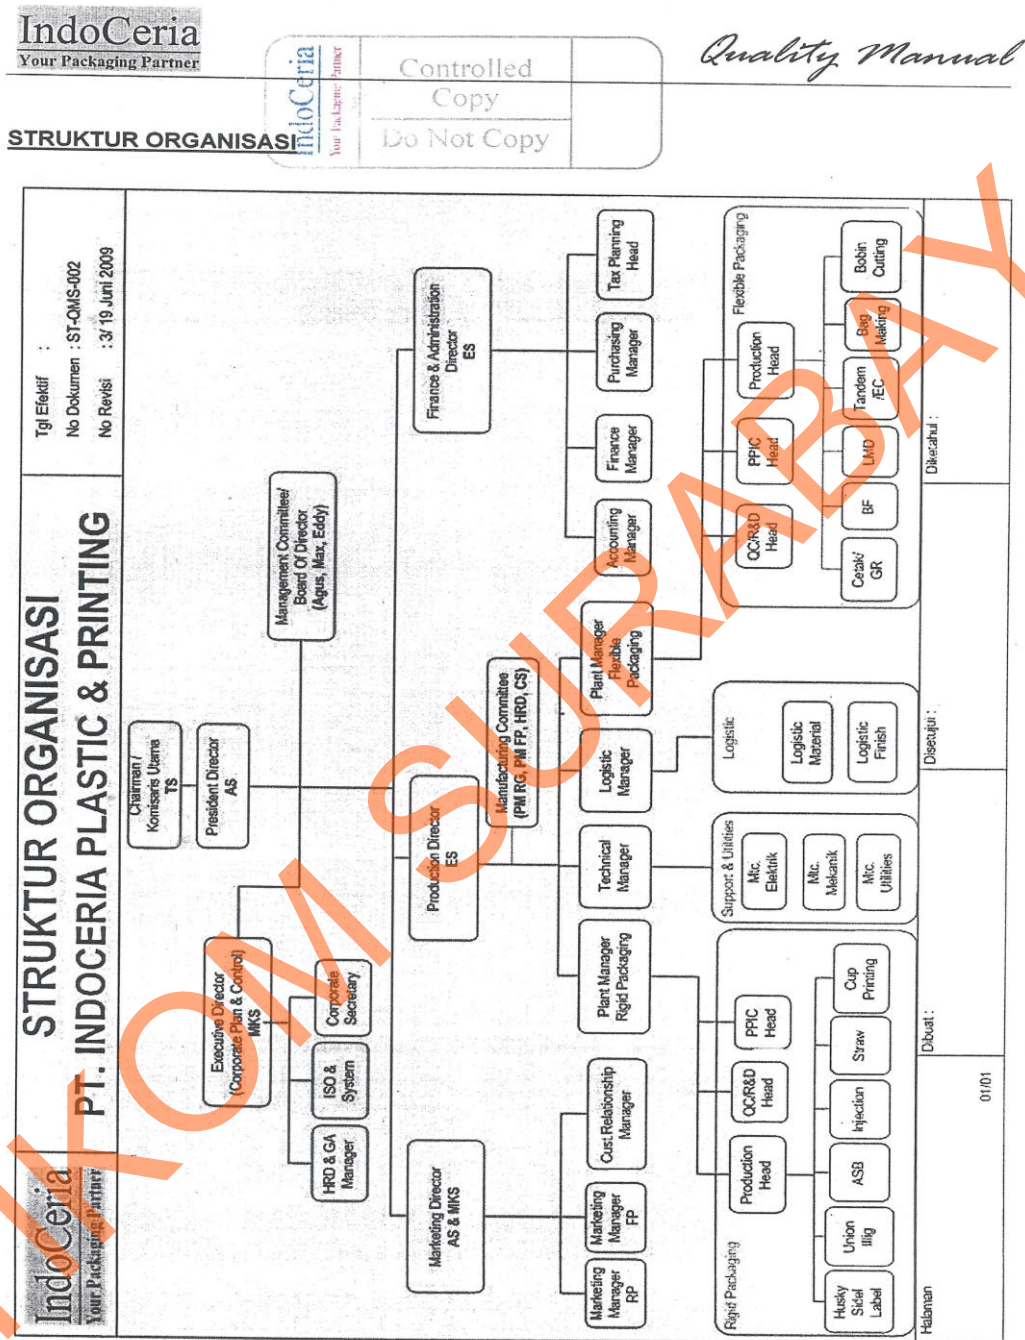 IndoCeria
Your Packaging Partner
Quality Manual
IndoCeria
Your Packaging Partner
Controlled
Copy
Do Not Copy
STRUKTUR ORGANISASI
IndoCeria
Your Packaging Partner
STRUKTUR ORGANISASI
PT. INDOCERIA PLASTIC & PRINTING
Tgl Efektif :
No Dokumen : ST-QMS-002
No Revisi : 3/ 19 Juni 2009
Chairman /
Komisaris Utama
TS
President Director
AS
Management Committee/
Board Of Director
(Agus, Max, Eddy)
Executive Director
(Corporate Plan & Control)
MKS
HRD & GA
Manager
ISO &
System
Corporate
Secretary
Marketing Director
AS & MKS
Production Director
ES
Finance & Administration
Director
ES
Manufacturing Committee
(PM RG, PM FP, HRD, CS)
Marketing
Manager
RP
Marketing
Manager
FP
Cust Relationship
Manager
Plant Manager
Rigid Packaging
Technical
Manager
Logistic
Manager
Plant Manager
Flexible
Packaging
Accounting
Manager
Finance
Manager
Purchasing
Manager
Tax Planning
Head
Rigid Packaging
Production
Head
QC/R&D
Head
PPIC
Head
Husky
Sidel
Label
Union
Illig
ASB
Injection
Straw
Cup
Printing
Support & Utilities
Mtc.
Elektrik
Mtc.
Mekanik
Mtc.
Utilities
Logistic
Logistic
Material
Logistic
Finish
Flexible Packaging
QC/R&D
Head
PPIC
Head
Production
Head
Cetak/
GR
BF
LMD
Tandem
/EC
Bag
Making
Bobin
Cutting
Halaman
01/01
Dibuat :
Disetujui :
Diketahui :
IKOM SURABAY